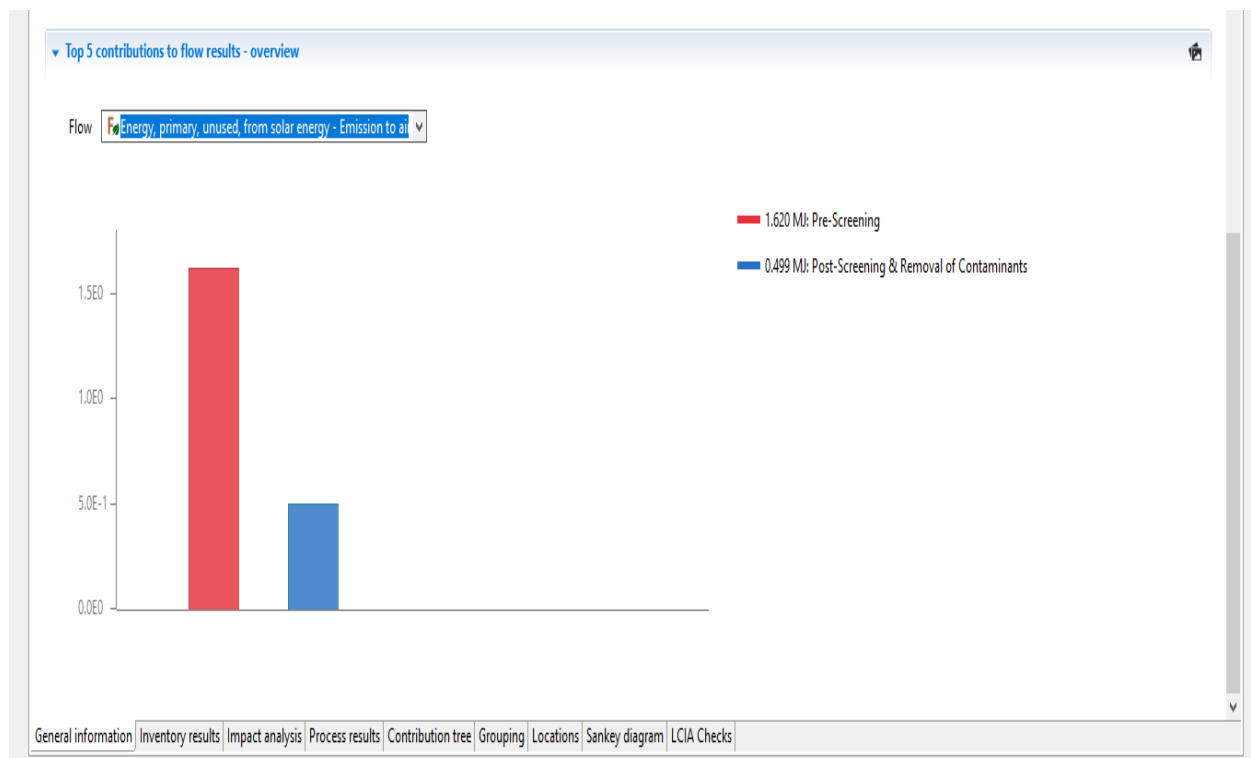 Top 5 contributions to flow results - overview
Flow
Energy, primary, unused, from solar energy - Emission to air
1.620 MJ: Pre-Screening
0.499 MJ: Post-Screening & Removal of Contaminants
1.5E0
1.0E0
5.0E-1
0.0E0
General information Inventory results Impact analysis Process results Contribution tree Grouping Locations Sankey diagram LCIA Checks